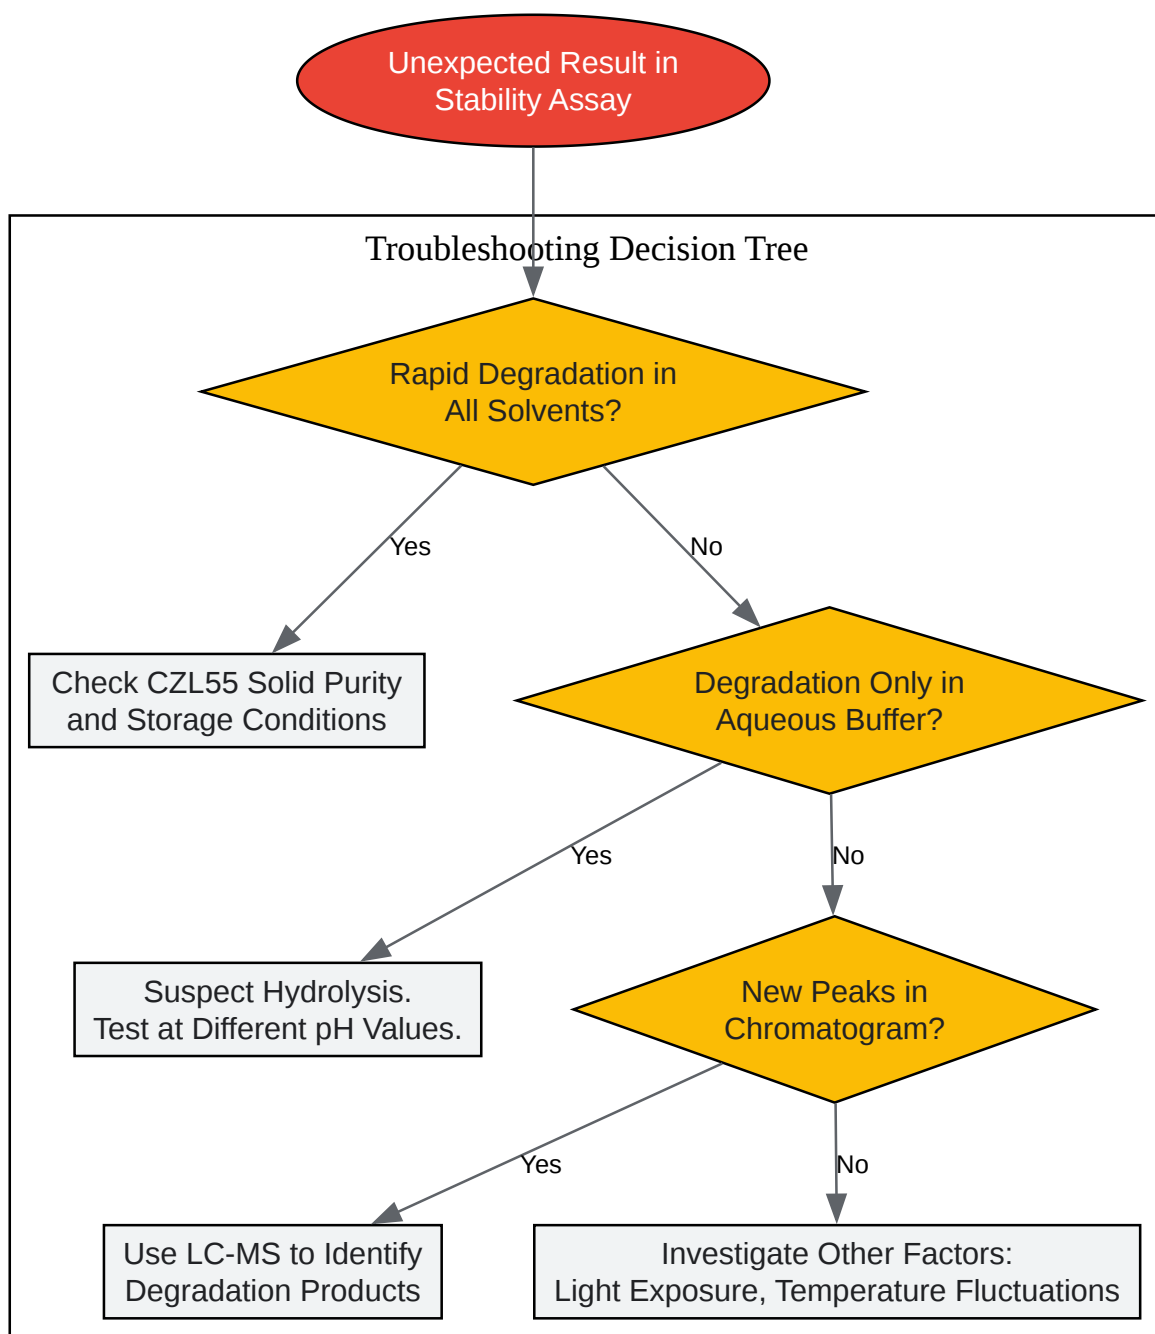 Unexpected Result in
Stability Assay
Troubleshooting Decision Tree
Rapid Degradation in
All Solvents?
Yes
No
Check CZL55 Solid Purity
and Storage Conditions
Degradation Only in
Aqueous Buffer?
Yes
No
Suspect Hydrolysis.
Test at Different pH Values.
New Peaks in
Chromatogram?
Yes
No
Use LC-MS to Identify
Degradation Products
Investigate Other Factors:
Light Exposure, Temperature Fluctuations